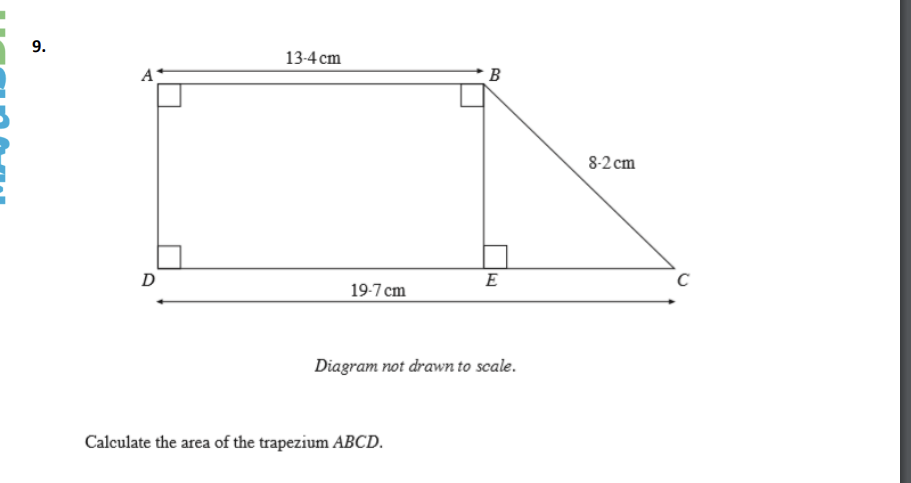 9.
13·4 cm
A
B
8·2 cm
D
E
C
19·7 cm
Diagram not drawn to scale.
Calculate the area of the trapezium ABCD.